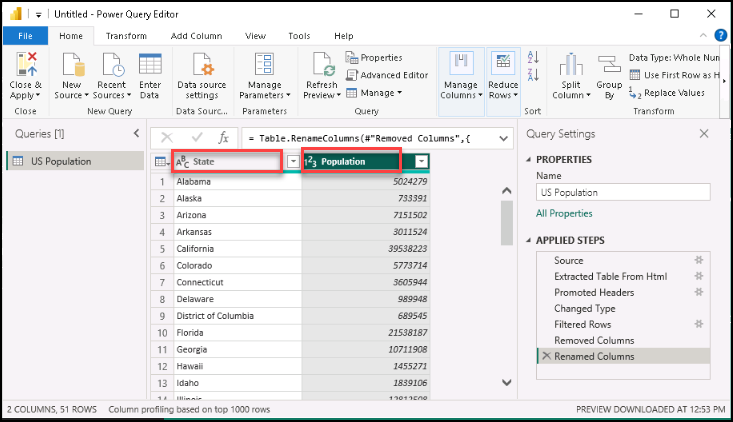 Untitled - Power Query Editor
File Home Transform Add Column View Tools Help
Close & Apply
New Source
Recent Sources
Enter Data
Data source settings
Manage Parameters
Refresh Preview
Properties
Advanced Editor
Manage
Manage Columns
Reduce Rows
Split Column
Group By
Data Type: Whole Num
Use First Row as H
Replace Values
Close New Query Data Sourc... Parameters Query Sort Transform
Queries [1]
US Population
fx = Table.RenameColumns(#"Removed Columns",{
ABC State 123 Population
1 Alabama 5024279
2 Alaska 733391
3 Arizona 7151502
4 Arkansas 3011524
5 California 39538223
6 Colorado 5773714
7 Connecticut 3605944
8 Delaware 989948
9 District of Columbia 689545
10 Florida 21538187
11 Georgia 10711908
12 Hawaii 1455271
13 Idaho 1839106
14 Illinois 12812508
Query Settings
PROPERTIES
Name
US Population
All Properties
APPLIED STEPS
Source
Extracted Table From Html
Promoted Headers
Changed Type
Filtered Rows
Removed Columns
Renamed Columns
2 COLUMNS, 51 ROWS Column profiling based on top 1000 rows PREVIEW DOWNLOADED AT 12:53 PM